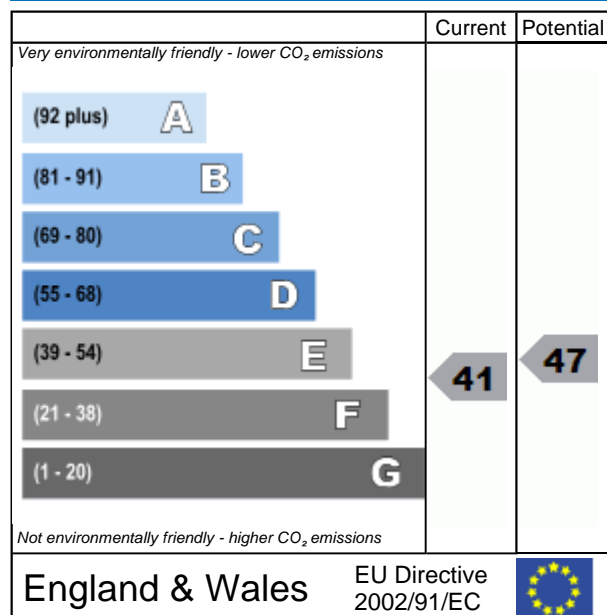 Current Potential
Very environmentally friendly - lower CO₂ emissions
(92 plus) A
(81 - 91) B
(69 - 80) C
(55 - 68) D
(39 - 54) E
(21 - 38) F
(1 - 20) G
41
47
Not environmentally friendly - higher CO₂ emissions
England & Wales
EU Directive
2002/91/EC